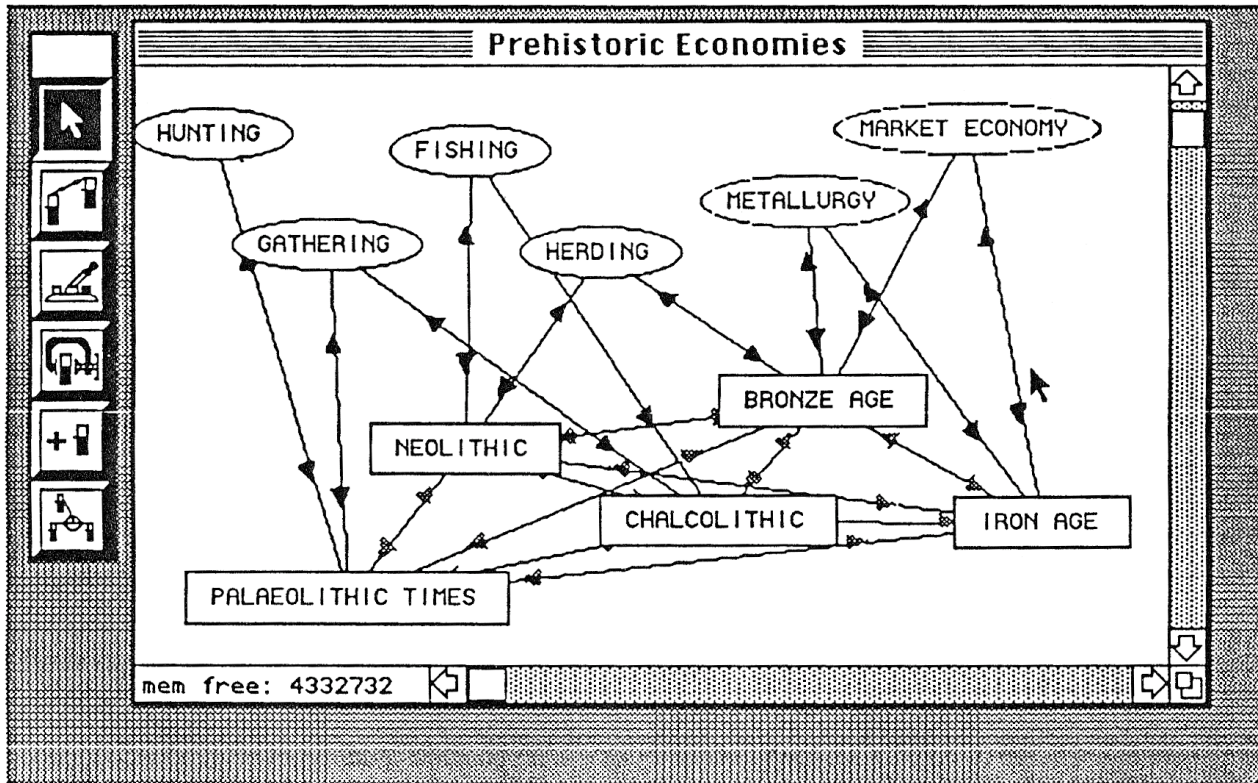 Prehistoric Economies
HUNTING
FISHING
MARKET ECONOMY
METALLURGY
GATHERING
HERDING
BRONZE AGE
NEOLITHIC
CHALCOLITHIC
IRON AGE
PALAEOLITHIC TIMES
mem free: 4332732